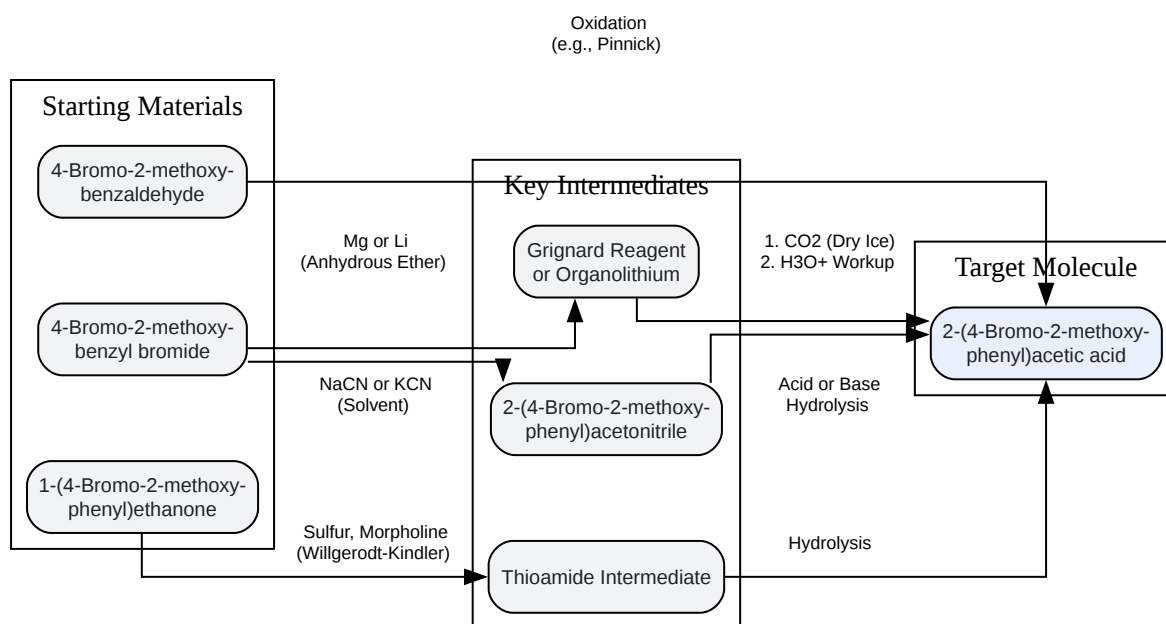 Oxidation
(e.g., Pinnick)
Starting Materials
4-Bromo-2-methoxy-
benzaldehyde
Key Intermediates
Mg or Li
(Anhydrous Ether)
Grignard Reagent
or Organolithium
1. CO2 (Dry Ice)
2. H3O+ Workup
Target Molecule
4-Bromo-2-methoxy-
benzyl bromide
2-(4-Bromo-2-methoxy-
phenyl)acetic acid
NaCN or KCN
(Solvent)
2-(4-Bromo-2-methoxy-
phenyl)acetonitrile
Acid or Base
Hydrolysis
1-(4-Bromo-2-methoxy-
phenyl)ethanone
Sulfur, Morpholine
(Willgerodt-Kindler)
Thioamide Intermediate
Hydrolysis